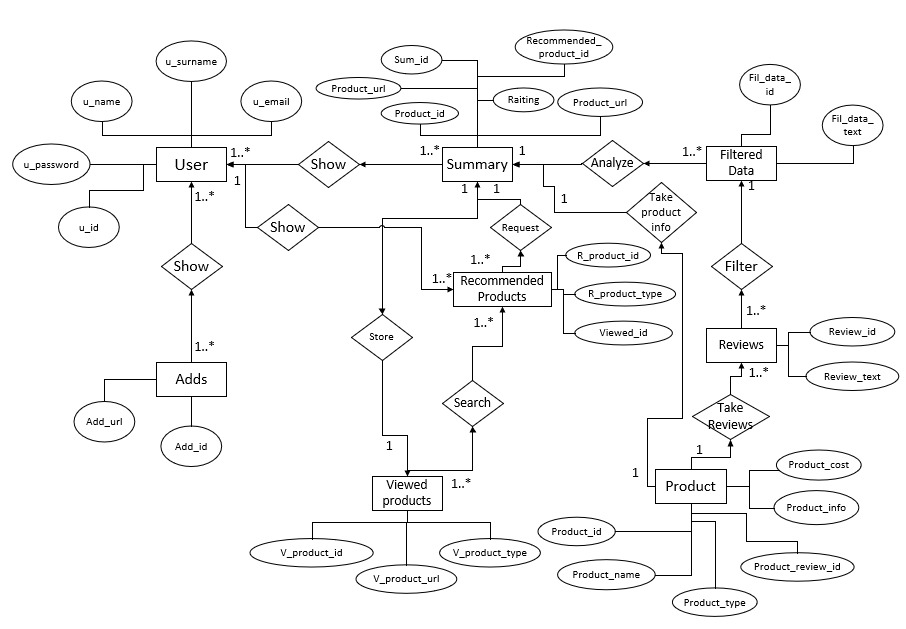 Recommended_
product_id
u_surname
Sum_id
Product_url
Raiting
Fil_data_
id
u_name
u_email
Product_id
Product_url
Fil_data_
text
u_password
User
1..*
Show
1..*
Summary
1
Analyze
1..*
Filtered
Data
1
1..*
1
1
1
1
Take
product
info
u_id
Show
Request
Show
1..*
1..*
Recommended
Products
R_product_id
R_product_type
Viewed_id
Filter
1..*
1..*
Store
Reviews
Review_id
Review_text
1..*
1..*
Adds
Search
Take
Reviews
Add_url
Add_id
1
1
1
Viewed
products
1..*
Product
Product_cost
Product_info
V_product_id
V_product_type
V_product_url
Product_id
Product_name
Product_review_id
Product_type